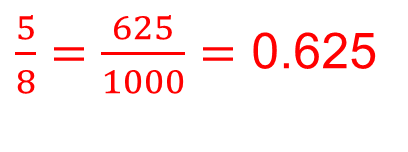 5/8 = 625/1000 = 0.625